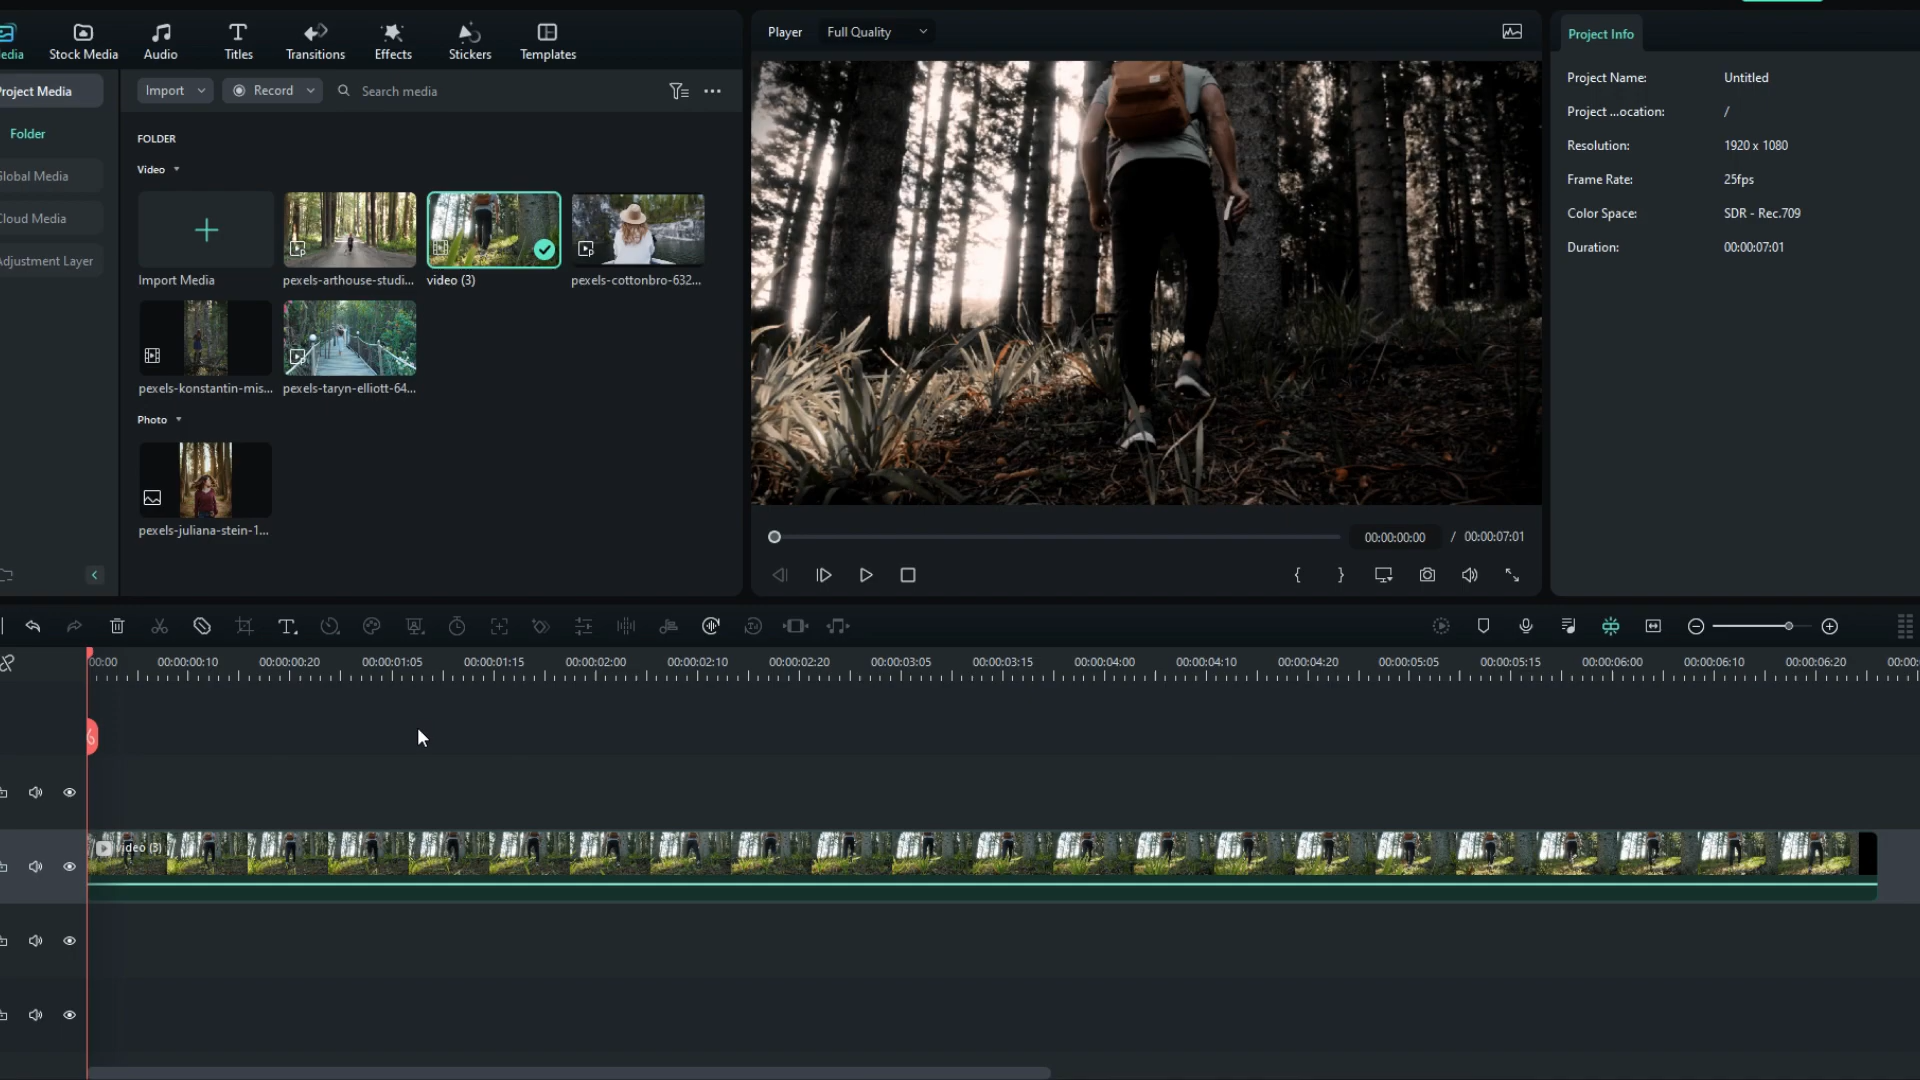 edia
Stock Media
Audio
Titles
Transitions
Effects
Stickers
Templates
Project Media
Folder
Global Media
Cloud Media
Adjustment Layer
Import
Record
Search media
FOLDER
Video
Import Media
pexels-arthouse-studi...
video (3)
pexels-cottonbro-632...
pexels-konstantin-mis...
pexels-taryn-elliott-64...
Photo
pexels-juliana-stein-1...
Player
Full Quality
00:00:00:00 / 00:00:07:01
Project Info
Project Name: Untitled
Project ...ocation: /
Resolution: 1920 x 1080
Frame Rate: 25fps
Color Space: SDR - Rec.709
Duration: 00:00:07:01
00:00 00:00:00:10 00:00:00:20 00:00:01:05 00:00:01:15 00:00:02:00 00:00:02:10 00:00:02:20 00:00:03:05 00:00:03:15 00:00:04:00 00:00:04:10 00:00:04:20 00:00:05:05 00:00:05:15 00:00:06:00 00:00:06:10 00:00:06:20 00:00:
video (3)